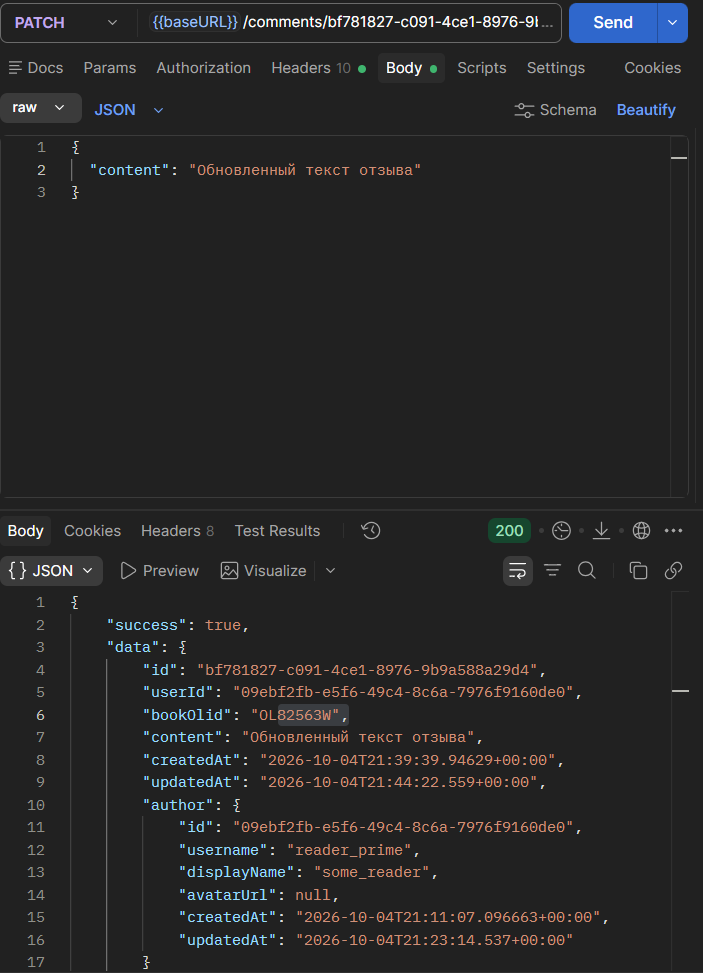 PATCH {{baseURL}} /comments/bf781827-c091-4ce1-8976-9b... Send
Docs Params Authorization Headers 10 Body Scripts Settings Cookies
raw JSON Schema Beautify
1 {
2 "content": "Обновленный текст отзыва"
3 }
Body Cookies Headers 8 Test Results 200
{} JSON Preview Visualize
1 {
2 "success": true,
3 "data": {
4 "id": "bf781827-c091-4ce1-8976-9b9a588a29d4",
5 "userId": "09ebf2fb-e5f6-49c4-8c6a-7976f9160de0",
6 "bookOlid": "OL82563W",
7 "content": "Обновленный текст отзыва",
8 "createdAt": "2026-10-04T21:39:39.94629+00:00",
9 "updatedAt": "2026-10-04T21:44:22.559+00:00",
10 "author": {
11 "id": "09ebf2fb-e5f6-49c4-8c6a-7976f9160de0",
12 "username": "reader_prime",
13 "displayName": "some_reader",
14 "avatarUrl": null,
15 "createdAt": "2026-10-04T21:11:07.096663+00:00",
16 "updatedAt": "2026-10-04T21:23:14.537+00:00"
17 }